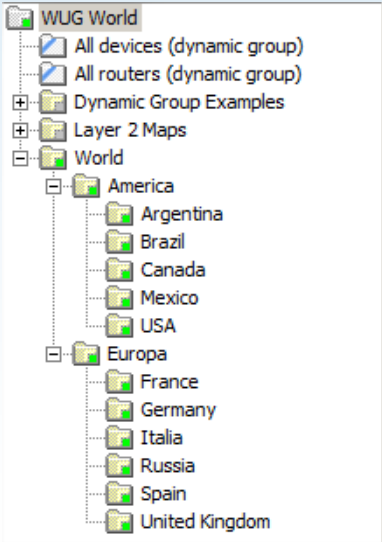 WUG World
All devices (dynamic group)
All routers (dynamic group)
Dynamic Group Examples
Layer 2 Maps
World
America
Argentina
Brazil
Canada
Mexico
USA
Europa
France
Germany
Italia
Russia
Spain
United Kingdom